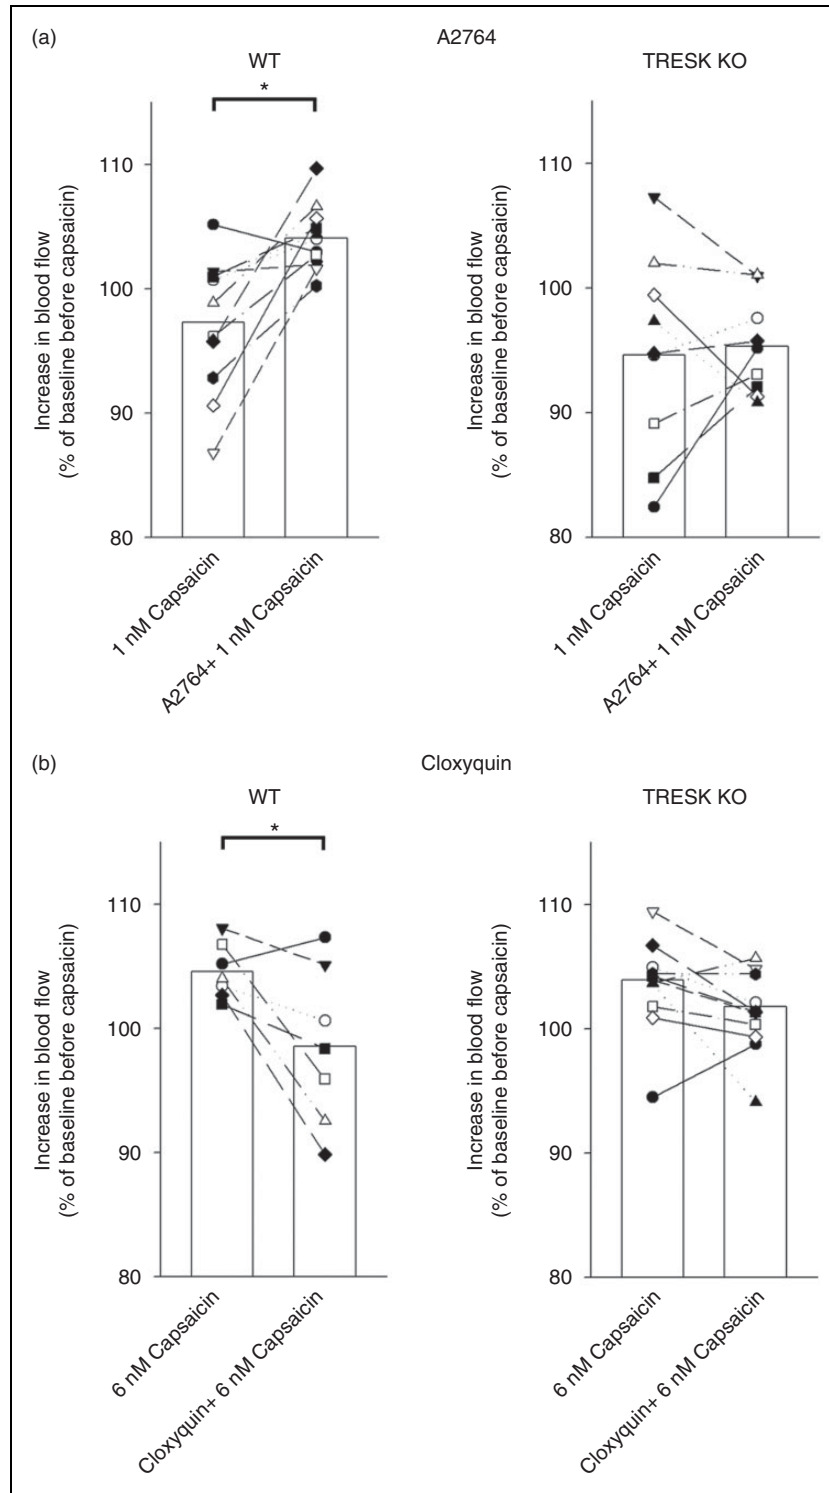 (a)
A2764
WT
TRESK KO
*
Increase in blood flow
(% of baseline before capsaicin)
110
100
90
80
1 nM Capsaicin
A2764+ 1 nM Capsaicin
Increase in blood flow
(% of baseline before capsaicin)
110
100
90
80
1 nM Capsaicin
A2764+ 1 nM Capsaicin
(b)
Cloxyquin
WT
TRESK KO
*
Increase in blood flow
(% of baseline before capsaicin)
110
100
90
80
6 nM Capsaicin
Cloxyquin+ 6 nM Capsaicin
Increase in blood flow
(% of baseline before capsaicin)
110
100
90
80
6 nM Capsaicin
Cloxyquin+ 6 nM Capsaicin